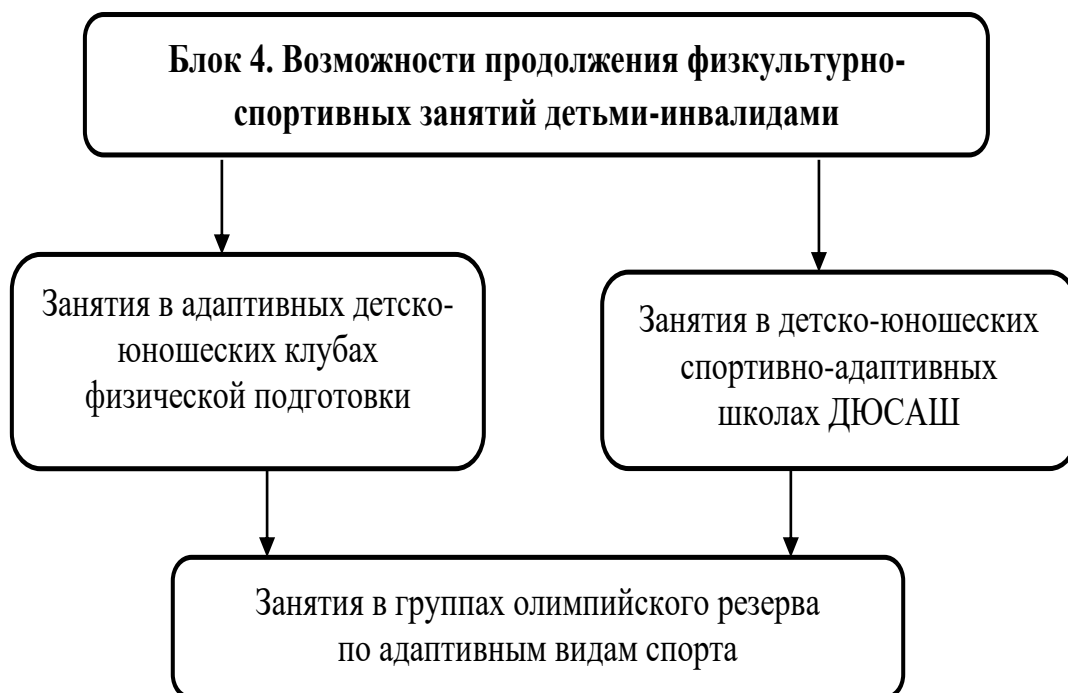 Блок 4. Возможности продолжения физкультурно-
спортивных занятий детьми-инвалидами
Занятия в адаптивных детско-
юношеских клубах
физической подготовки
Занятия в детско-юношеских
спортивно-адаптивных
школах ДЮСАШ
Занятия в группах олимпийского резерва
по адаптивным видам спорта